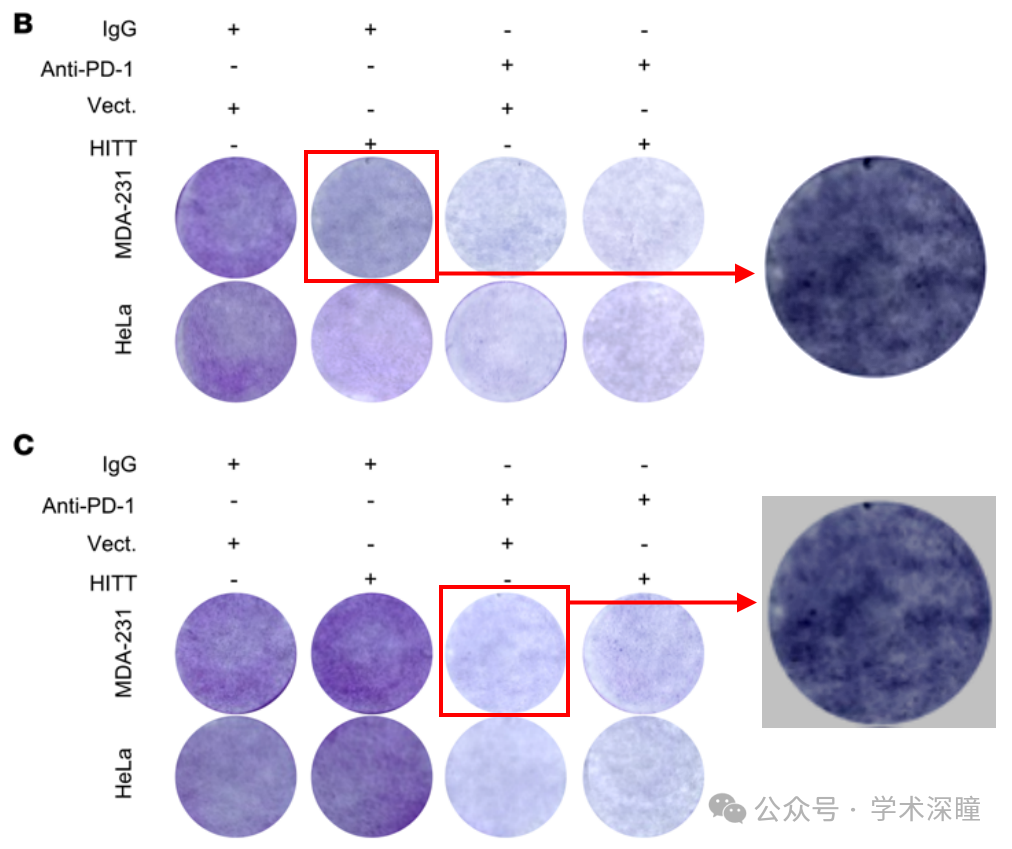 B
IgG + + - -
Anti-PD-1 - - + +
Vect. + - + -
HITT - + - +
MDA-231
HeLa
C
IgG + + - -
Anti-PD-1 - - + +
Vect. + - + -
HITT - + - +
MDA-231
HeLa
公众号 · 学术深瞳